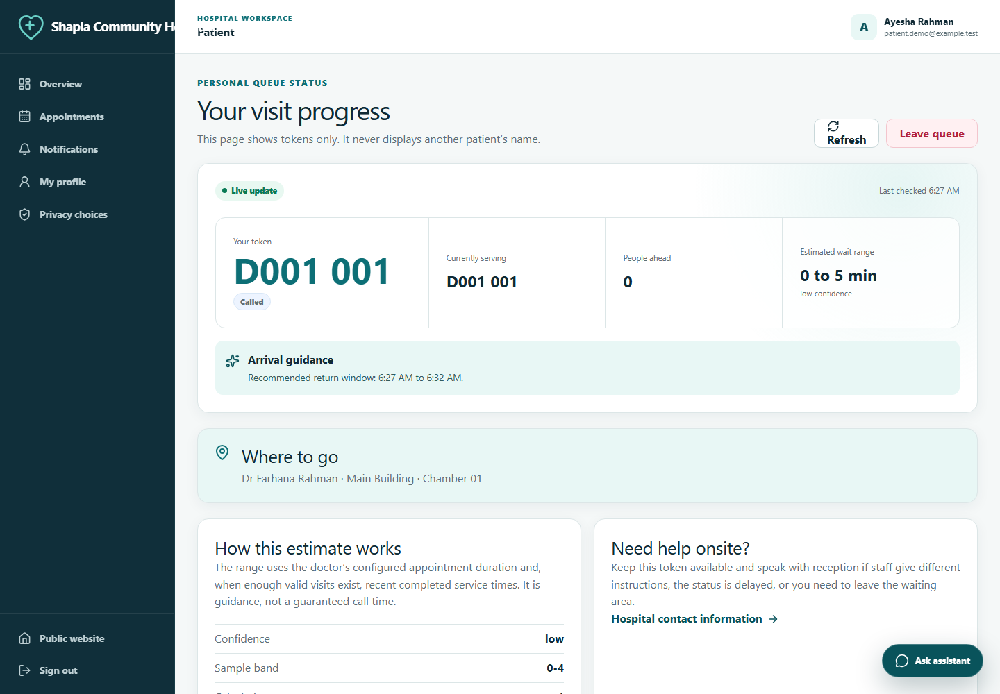 Shapla Community H
HOSPITAL WORKSPACE
Patient
A
Ayesha Rahman
patient.demo@example.test
Overview
Appointments
Notifications
My profile
Privacy choices
Public website
Sign out
PERSONAL QUEUE STATUS
Your visit progress
This page shows tokens only. It never displays another patient’s name.
Refresh
Leave queue
Live update
Last checked 6:27 AM
Your token
D001 001
Called
Currently serving
D001 001
People ahead
0
Estimated wait range
0 to 5 min
low confidence
Arrival guidance
Recommended return window: 6:27 AM to 6:32 AM.
Where to go
Dr Farhana Rahman · Main Building · Chamber 01
How this estimate works
The range uses the doctor’s configured appointment duration and,
when enough valid visits exist, recent completed service times. It is
guidance, not a guaranteed call time.
Confidence low
Sample band 0-4
Need help onsite?
Keep this token available and speak with reception if staff give different
instructions, the status is delayed, or you need to leave the waiting
area.
Hospital contact information
Ask assistant